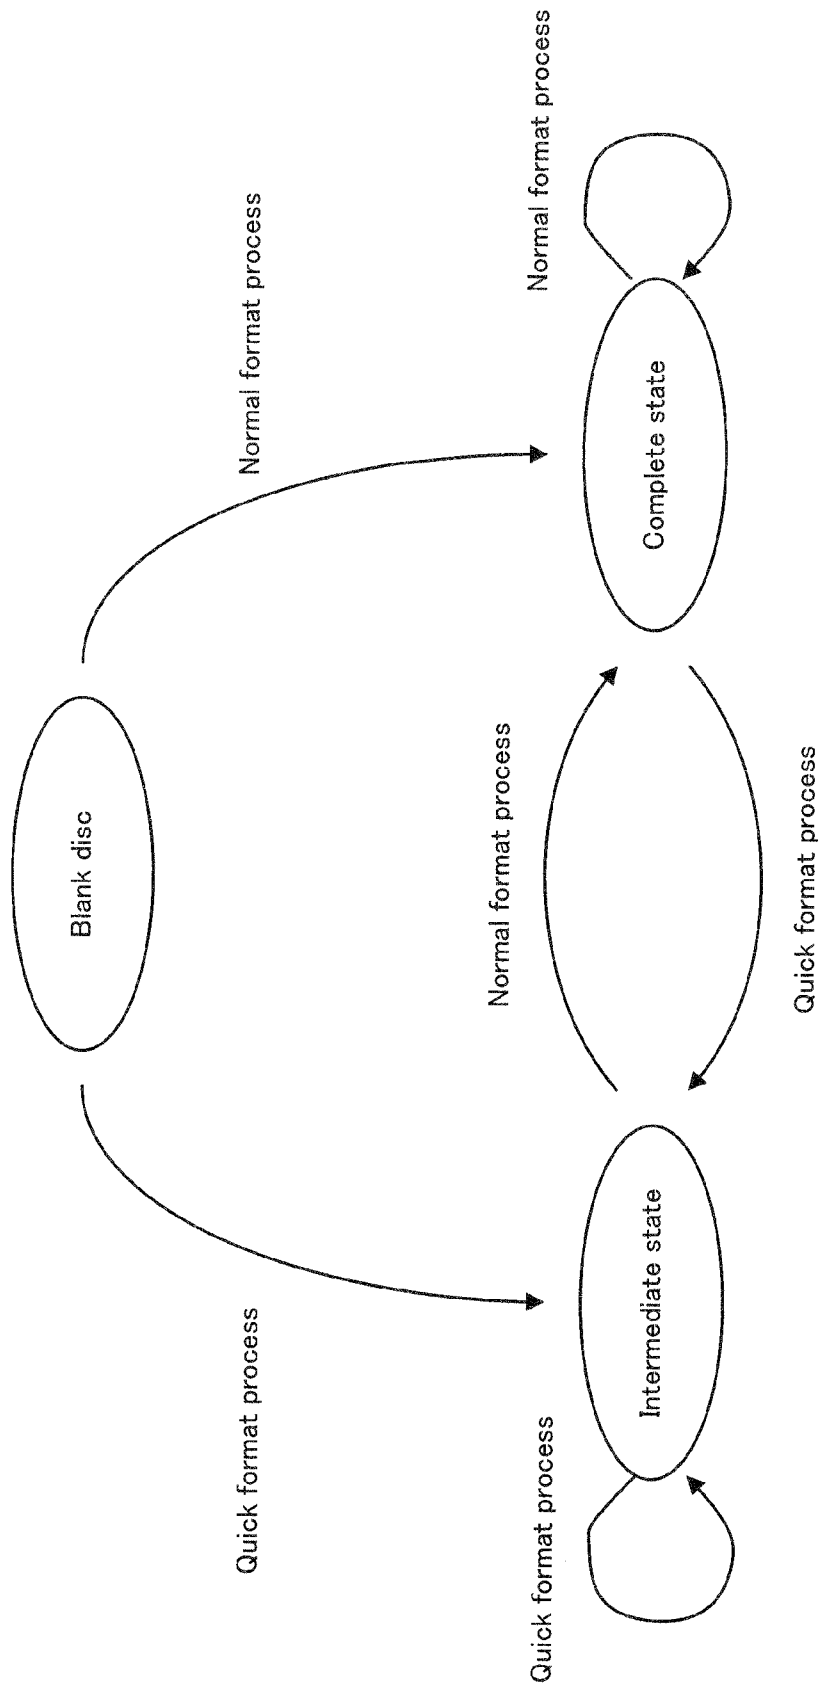 Blank disc
Quick format process
Normal format process
Normal format process
Quick format process
Normal format process
Intermediate state
Complete state
Quick format process